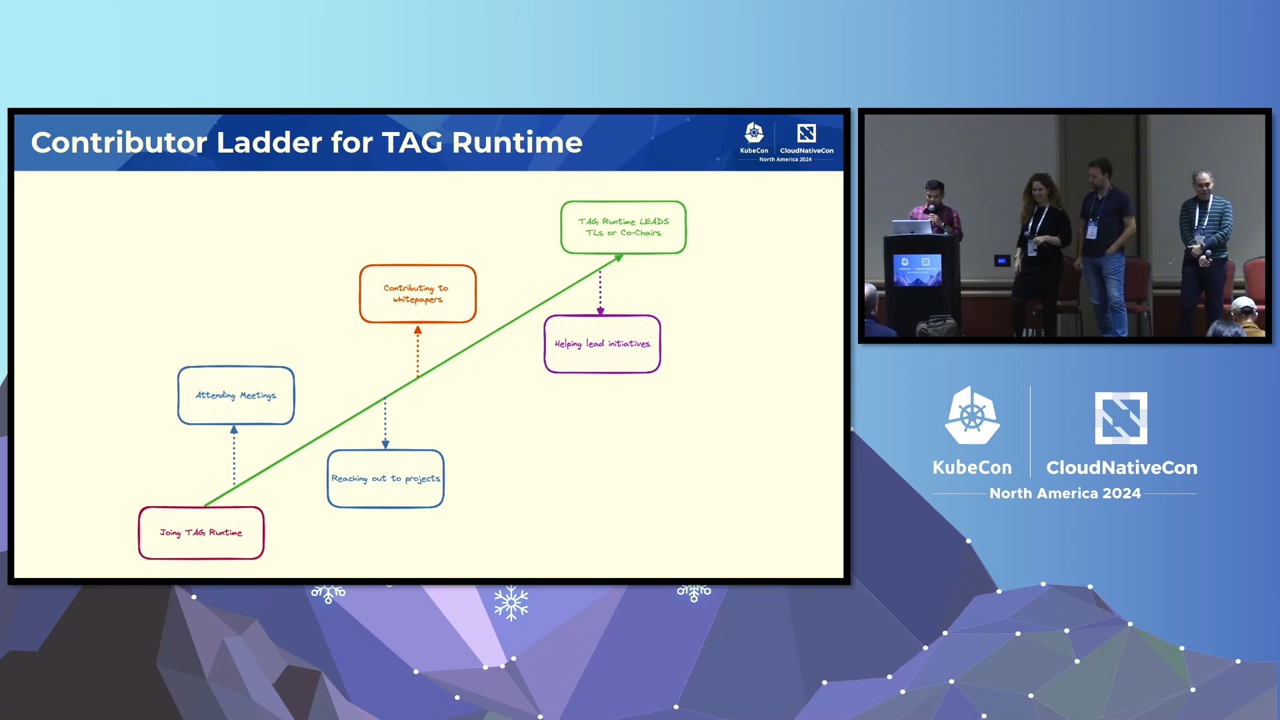 Contributor Ladder for TAG Runtime
KubeCon
CloudNativeCon
North America 2024
TAG Runtime LEADS
TLs or Co-Chairs
Contributing to
whitepapers
Helping lead initiatives
Attending Meetings
Reaching out to projects
Joing TAG Runtime
KubeCon
CloudNativeCon
North America 2024